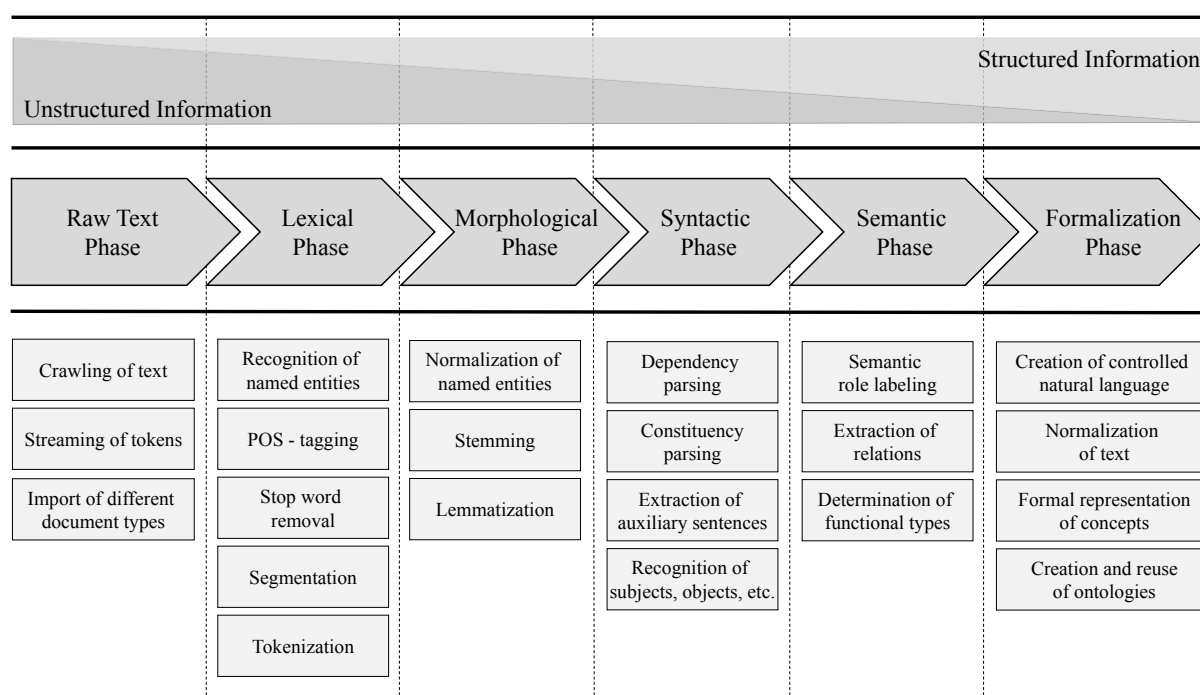 Structured Information
Unstructured Information
Raw Text
Phase
Lexical
Phase
Morphological
Phase
Syntactic
Phase
Semantic
Phase
Formalization
Phase
Crawling of text
Streaming of tokens
Import of different
document types
Recognition of
named entities
POS - tagging
Stop word
removal
Segmentation
Tokenization
Normalization of
named entities
Stemming
Lemmatization
Dependency
parsing
Constituency
parsing
Extraction of
auxiliary sentences
Recognition of
subjects, objects, etc.
Semantic
role labeling
Extraction of
relations
Determination of
functional types
Creation of controlled
natural language
Normalization
of text
Formal representation
of concepts
Creation and reuse
of ontologies